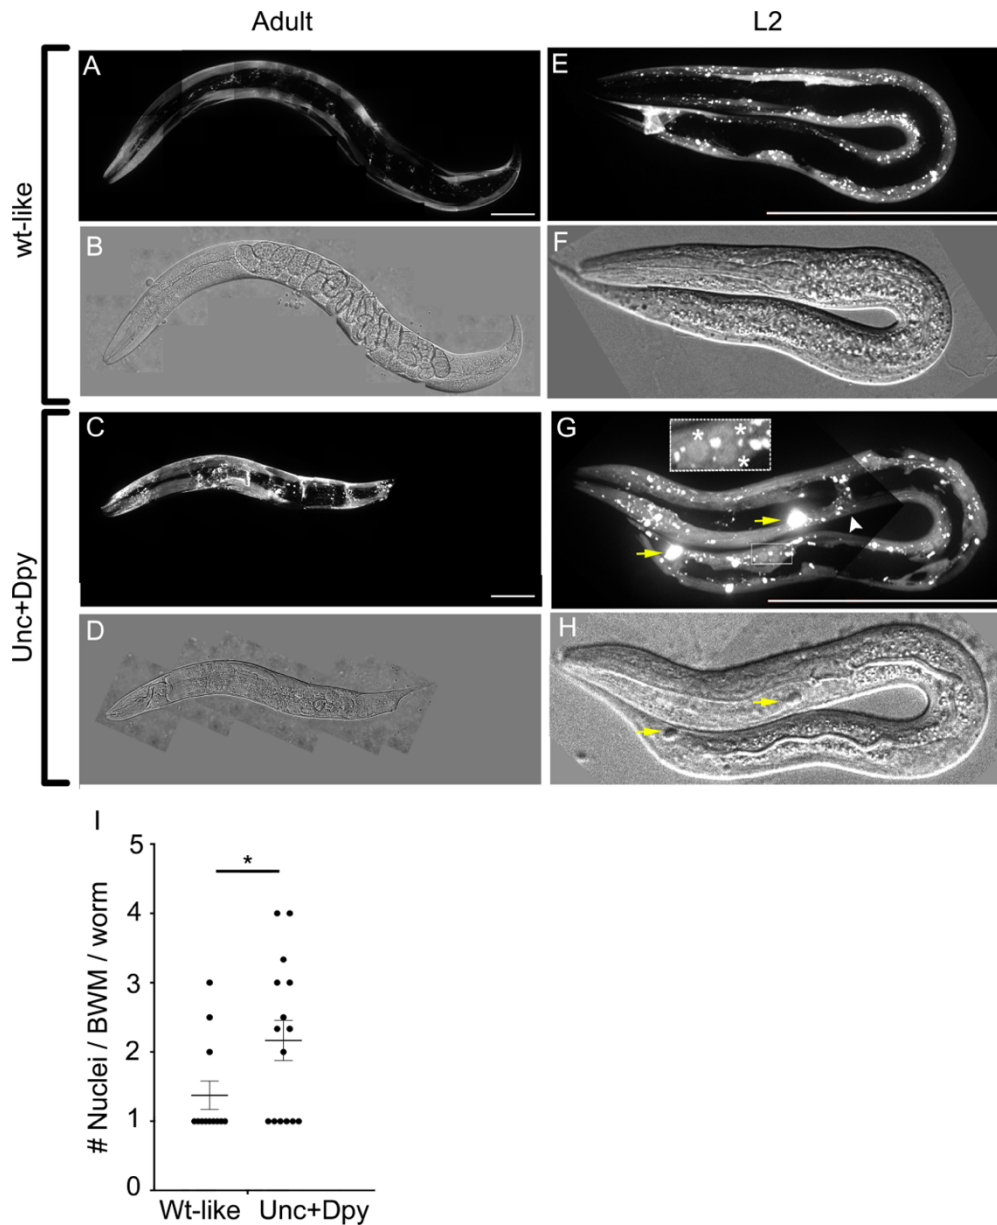 Adult
L2
wt-like
A
E
B
F
Unc+Dpy
C
G
* *
*
D
H
I
*
# Nuclei / BWM / worm
5
4
3
2
1
0
Wt-like
Unc+Dpy